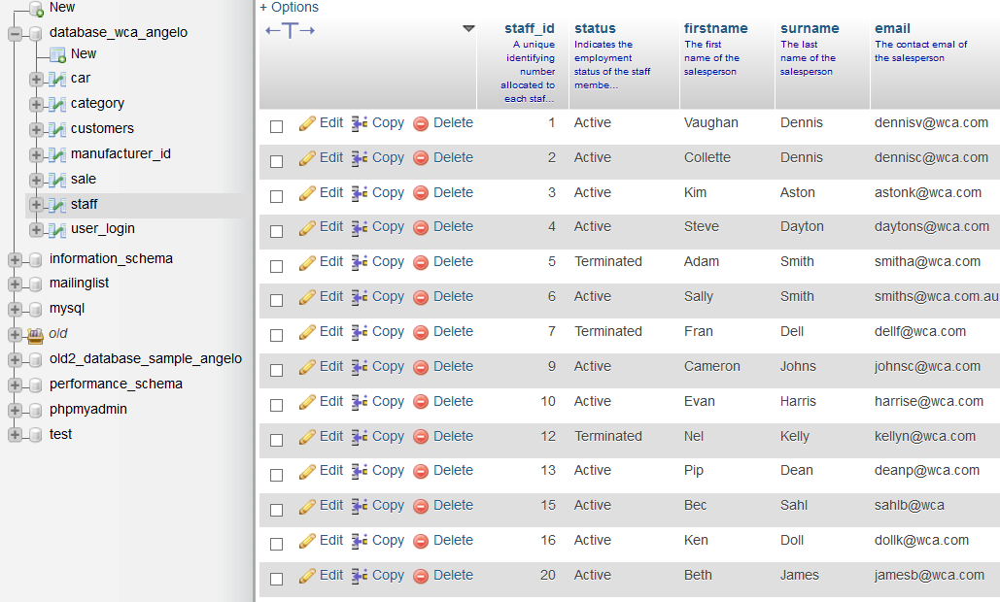 New
database_wca_angelo
New
car
category
customers
manufacturer_id
sale
staff
user_login
information_schema
mailinglist
mysql
old
old2_database_sample_angelo
performance_schema
phpmyadmin
test
+ Options
staff_id status firstname surname email
A unique identifying number allocated to each staf...
Indicates the employment status of the staff membe...
The first name of the salesperson
The last name of the salesperson
The contact emal of the salesperson
Edit Copy Delete 1 Active Vaughan Dennis dennisv@wca.com
Edit Copy Delete 2 Active Collette Dennis dennisc@wca.com
Edit Copy Delete 3 Active Kim Aston astonk@wca.com
Edit Copy Delete 4 Active Steve Dayton daytons@wca.com
Edit Copy Delete 5 Terminated Adam Smith smitha@wca.com
Edit Copy Delete 6 Active Sally Smith smiths@wca.com.au
Edit Copy Delete 7 Terminated Fran Dell dellf@wca.com
Edit Copy Delete 9 Active Cameron Johns johnsc@wca.com
Edit Copy Delete 10 Active Evan Harris harrise@wca.com
Edit Copy Delete 12 Terminated Nel Kelly kellyn@wca.com
Edit Copy Delete 13 Active Pip Dean deanp@wca.com
Edit Copy Delete 15 Active Bec Sahl sahlb@wca
Edit Copy Delete 16 Active Ken Doll dollk@wca.com
Edit Copy Delete 20 Active Beth James jamesb@wca.com